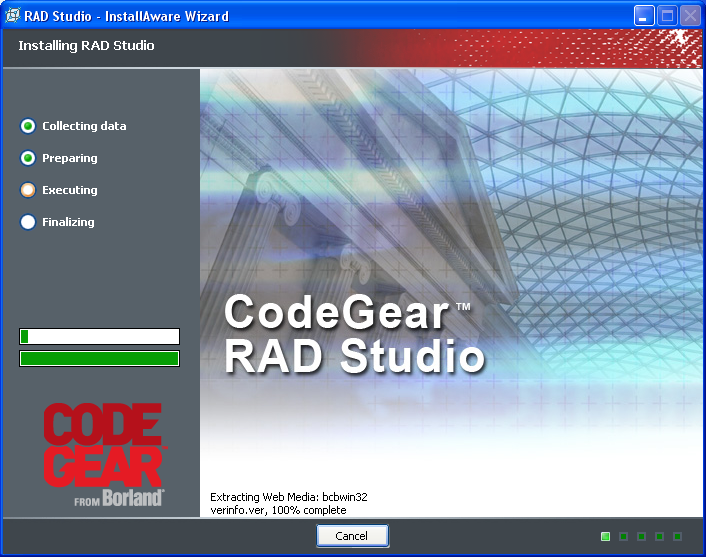 RAD Studio - InstallAware Wizard
Installing RAD Studio
Collecting data
Preparing
Executing
Finalizing
CodeGear™
RAD Studio
CODE
GEAR
FROM Borland®
Extracting Web Media: bcbwin32
verinfo.ver, 100% complete
Cancel